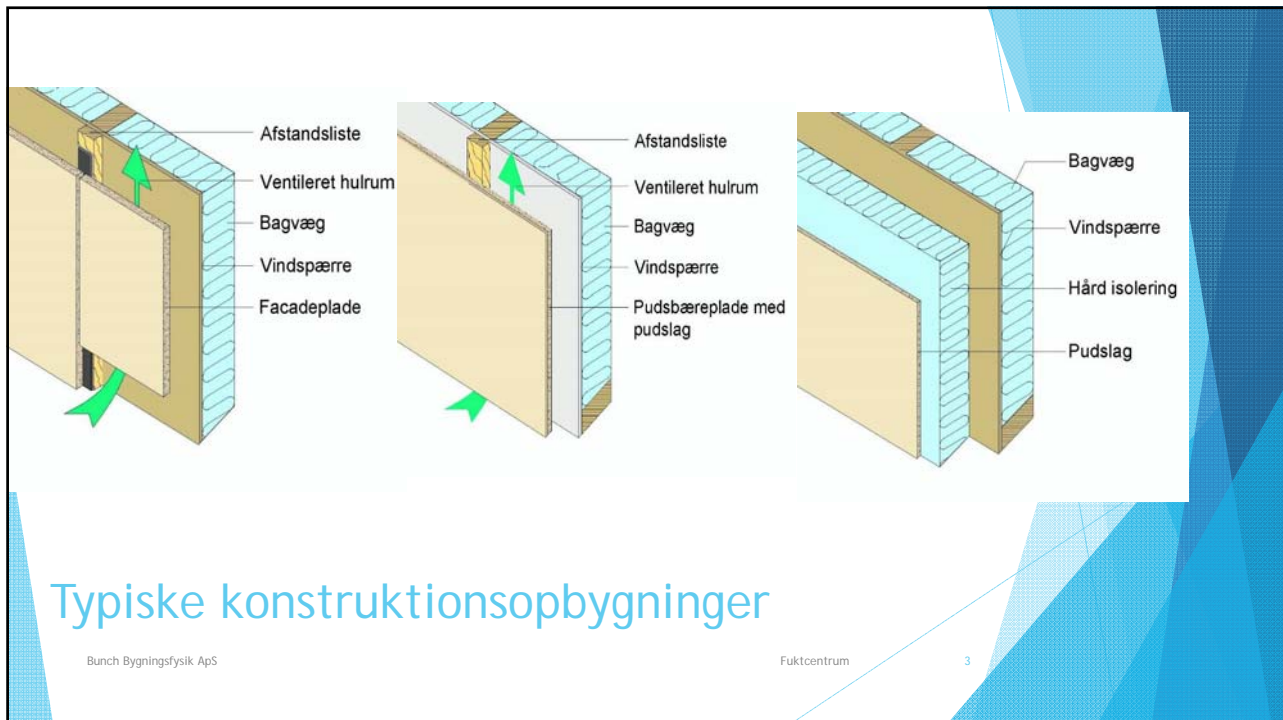 Afstandsliste
Ventileret hulrum
Bagvæg
Vindspærre
Facadeplade
Afstandsliste
Ventileret hulrum
Bagvæg
Vindspærre
Pudsbæreplade med
pudslag
Bagvæg
Vindspærre
Hård isolering
Pudslag
Typiske konstruktionsopbygninger
Bunch Bygningsfysik ApS
Fuktcentrum
3